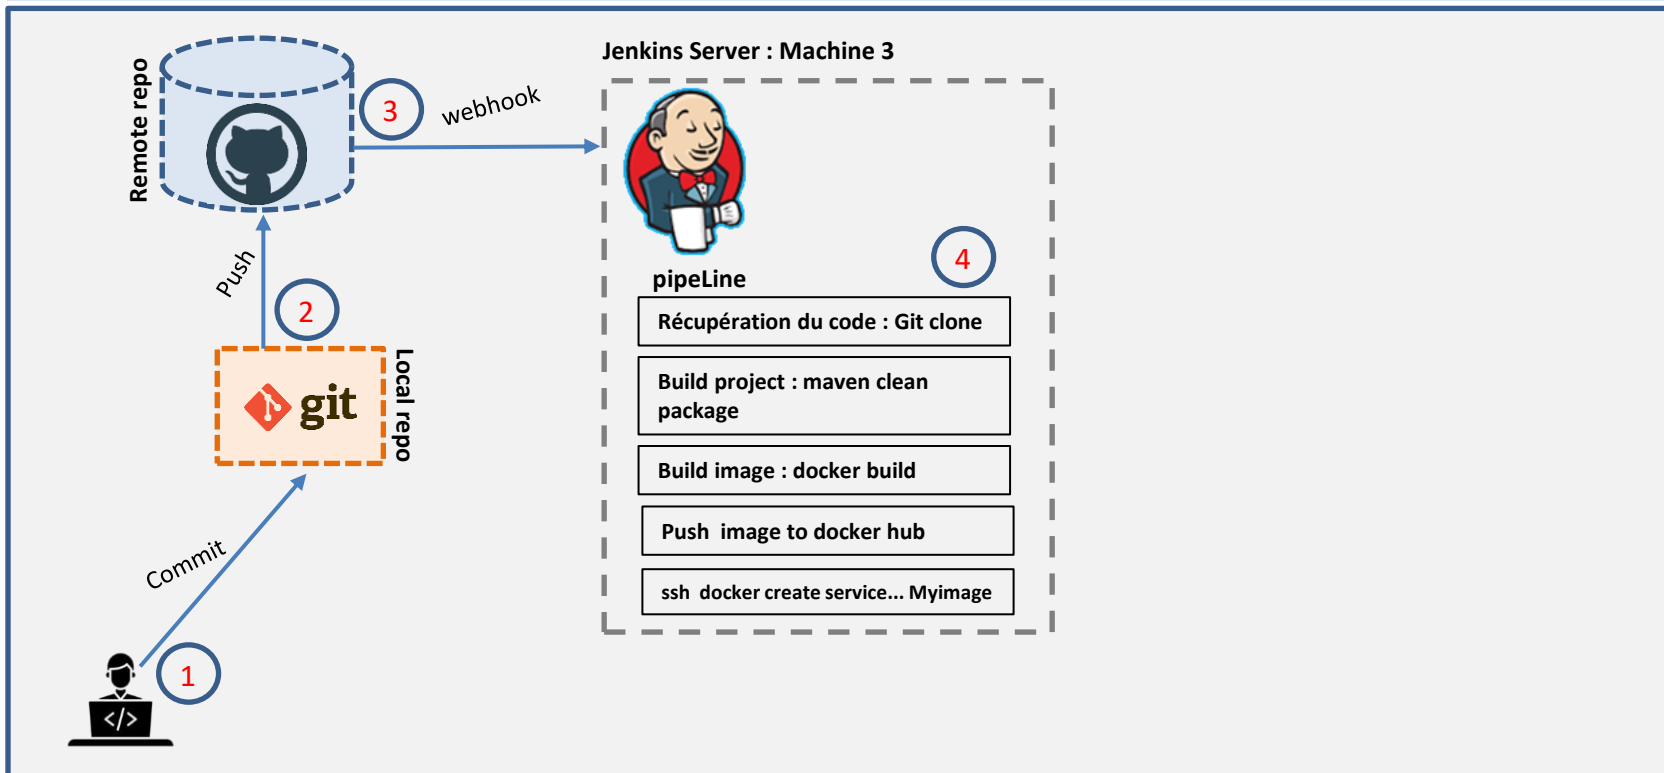 Jenkins Server : Machine 3
Remote repo
3
webhook
4
Push
2
pipeLine
Récupération du code : Git clone
Local repo
git
Build project : maven clean
package
Build image : docker build
Push  image to docker hub
Commit
ssh  docker create service... Myimage
1
</>